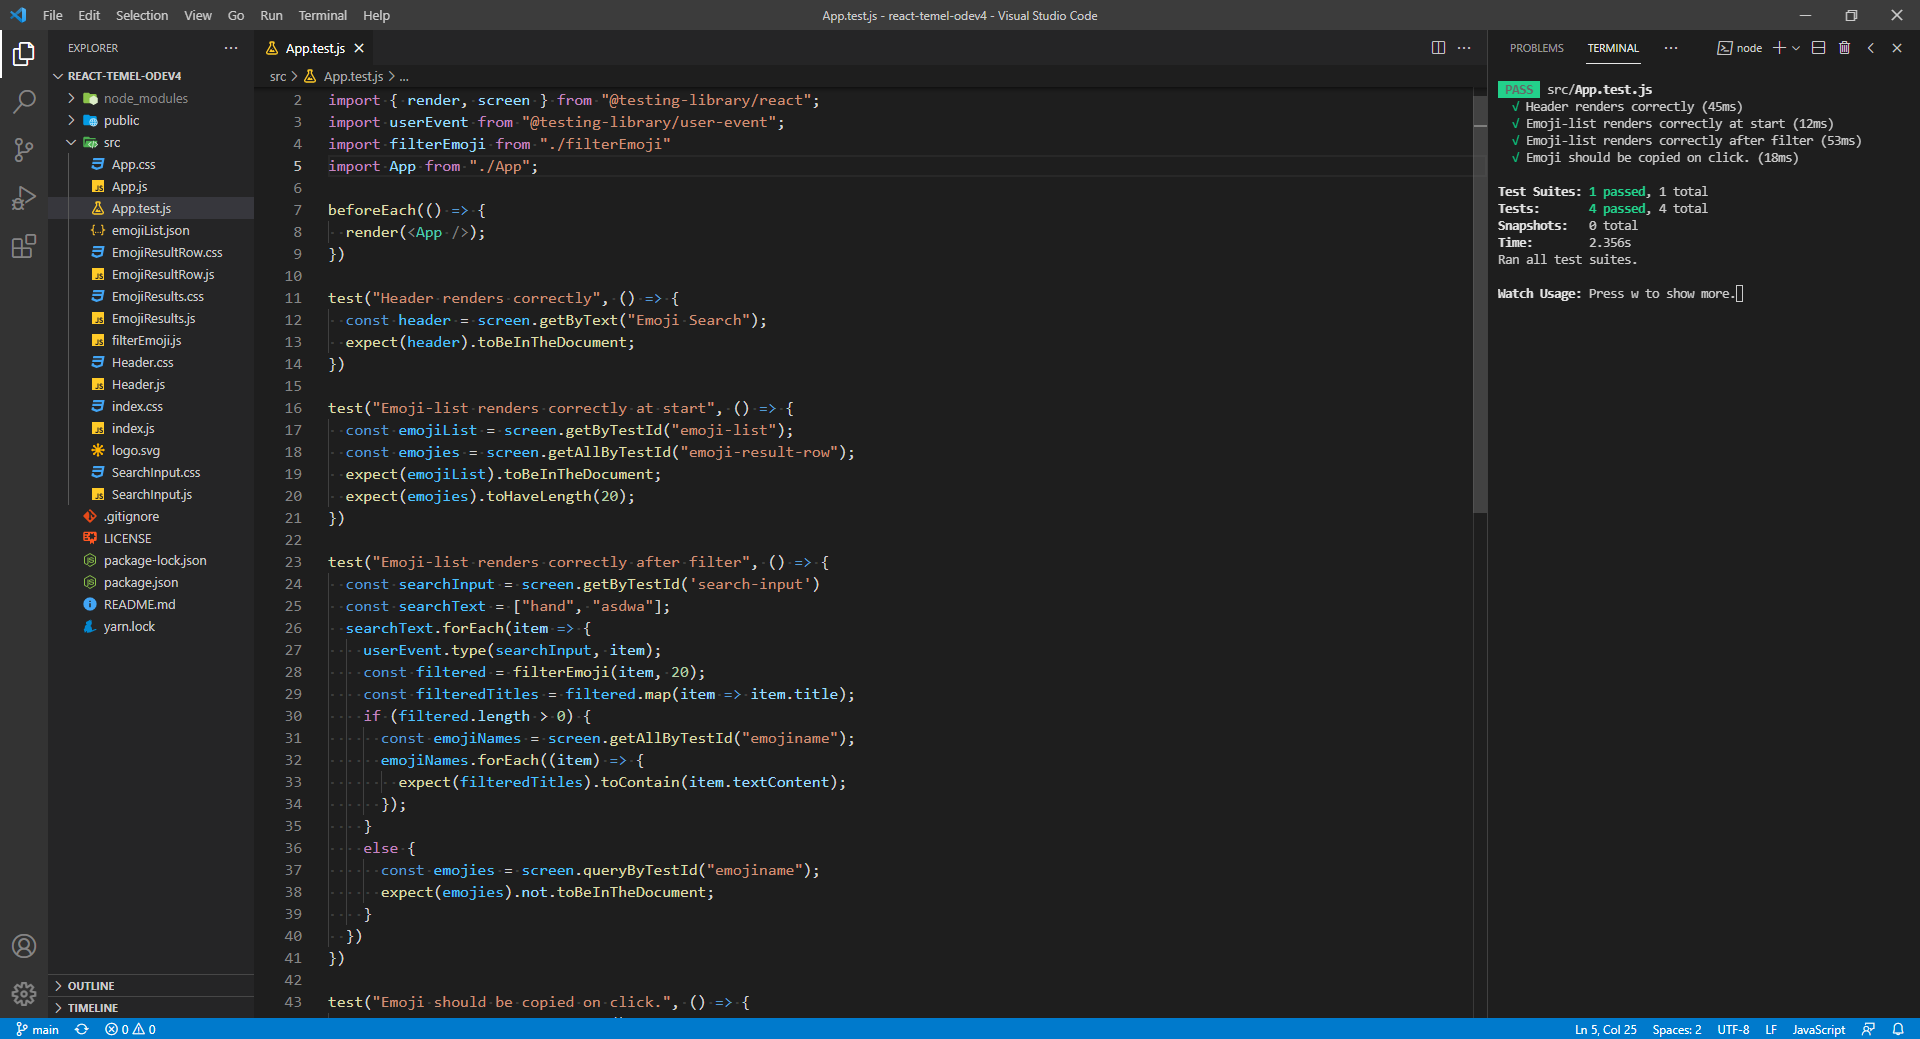 File Edit Selection View Go Run Terminal Help
App.test.js - react-temel-odev4 - Visual Studio Code
EXPLORER
REACT-TEMEL-ODEV4
node_modules
public
src
App.css
App.js
App.test.js
emojiList.json
EmojiResultRow.css
EmojiResultRow.js
EmojiResults.css
EmojiResults.js
filterEmoji.js
Header.css
Header.js
index.css
index.js
logo.svg
SearchInput.css
SearchInput.js
.gitignore
LICENSE
package-lock.json
package.json
README.md
yarn.lock
OUTLINE
TIMELINE
App.test.js
src > App.test.js > ...
2 import { render, screen } from "@testing-library/react";
3 import userEvent from "@testing-library/user-event";
4 import filterEmoji from "./filterEmoji"
5 import App from "./App";
6
7 beforeEach(() => {
8 render(<App />);
9 })
10
11 test("Header renders correctly", () => {
12 const header = screen.getByText("Emoji Search");
13 expect(header).toBeInTheDocument;
14 })
15
16 test("Emoji-list renders correctly at start", () => {
17 const emojiList = screen.getByTestId("emoji-list");
18 const emojies = screen.getAllByTestId("emoji-result-row");
19 expect(emojiList).toBeInTheDocument;
20 expect(emojies).toHaveLength(20);
21 })
22
23 test("Emoji-list renders correctly after filter", () => {
24 const searchInput = screen.getByTestId('search-input')
25 const searchText = ["hand", "asdwa"];
26 searchText.forEach(item => {
27 userEvent.type(searchInput, item);
28 const filtered = filterEmoji(item, 20);
29 const filteredTitles = filtered.map(item => item.title);
30 if (filtered.length > 0) {
31 const emojiNames = screen.getAllByTestId("emojiname");
32 emojiNames.forEach((item) => {
33 expect(filteredTitles).toContain(item.textContent);
34 });
35 }
36 else {
37 const emojies = screen.queryByTestId("emojiname");
38 expect(emojies).not.toBeInTheDocument;
39 }
40 })
41 })
42
43 test("Emoji should be copied on click.", () => {
PROBLEMS TERMINAL node
PASS src/App.test.js
√ Header renders correctly (45ms)
√ Emoji-list renders correctly at start (12ms)
√ Emoji-list renders correctly after filter (53ms)
√ Emoji should be copied on click. (18ms)
Test Suites: 1 passed, 1 total
Tests: 4 passed, 4 total
Snapshots: 0 total
Time: 2.356s
Ran all test suites.
Watch Usage: Press w to show more.
main 0 0 Ln 5, Col 25 Spaces: 2 UTF-8 LF JavaScript